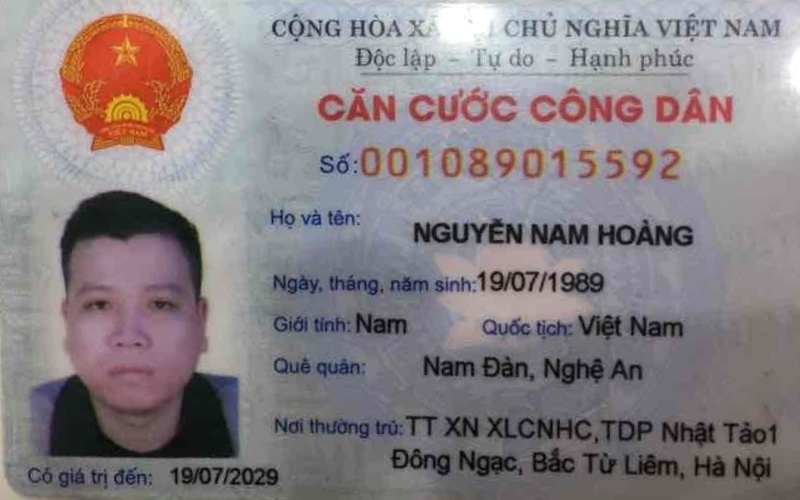 CỘNG HÒA XÃ CHỦ NGHĨA VIỆT NAM
Độc lập - Tự do - Hạnh phúc
CĂN CƯỚC CÔNG DÂN
Số: 001089015592
Họ và tên: NGUYỄN NAM HOÀNG
Ngày, tháng, năm sinh: 19/07/1989
Giới tính: Nam Quốc tịch: Việt Nam
Quê quán: Nam Đàn, Nghệ An
Nơi thường trú: TT XN XLCNHC,TDP Nhật Tảo1
Đông Ngạc, Bắc Từ Liêm, Hà Nội
Có giá trị đến: 19/07/2029